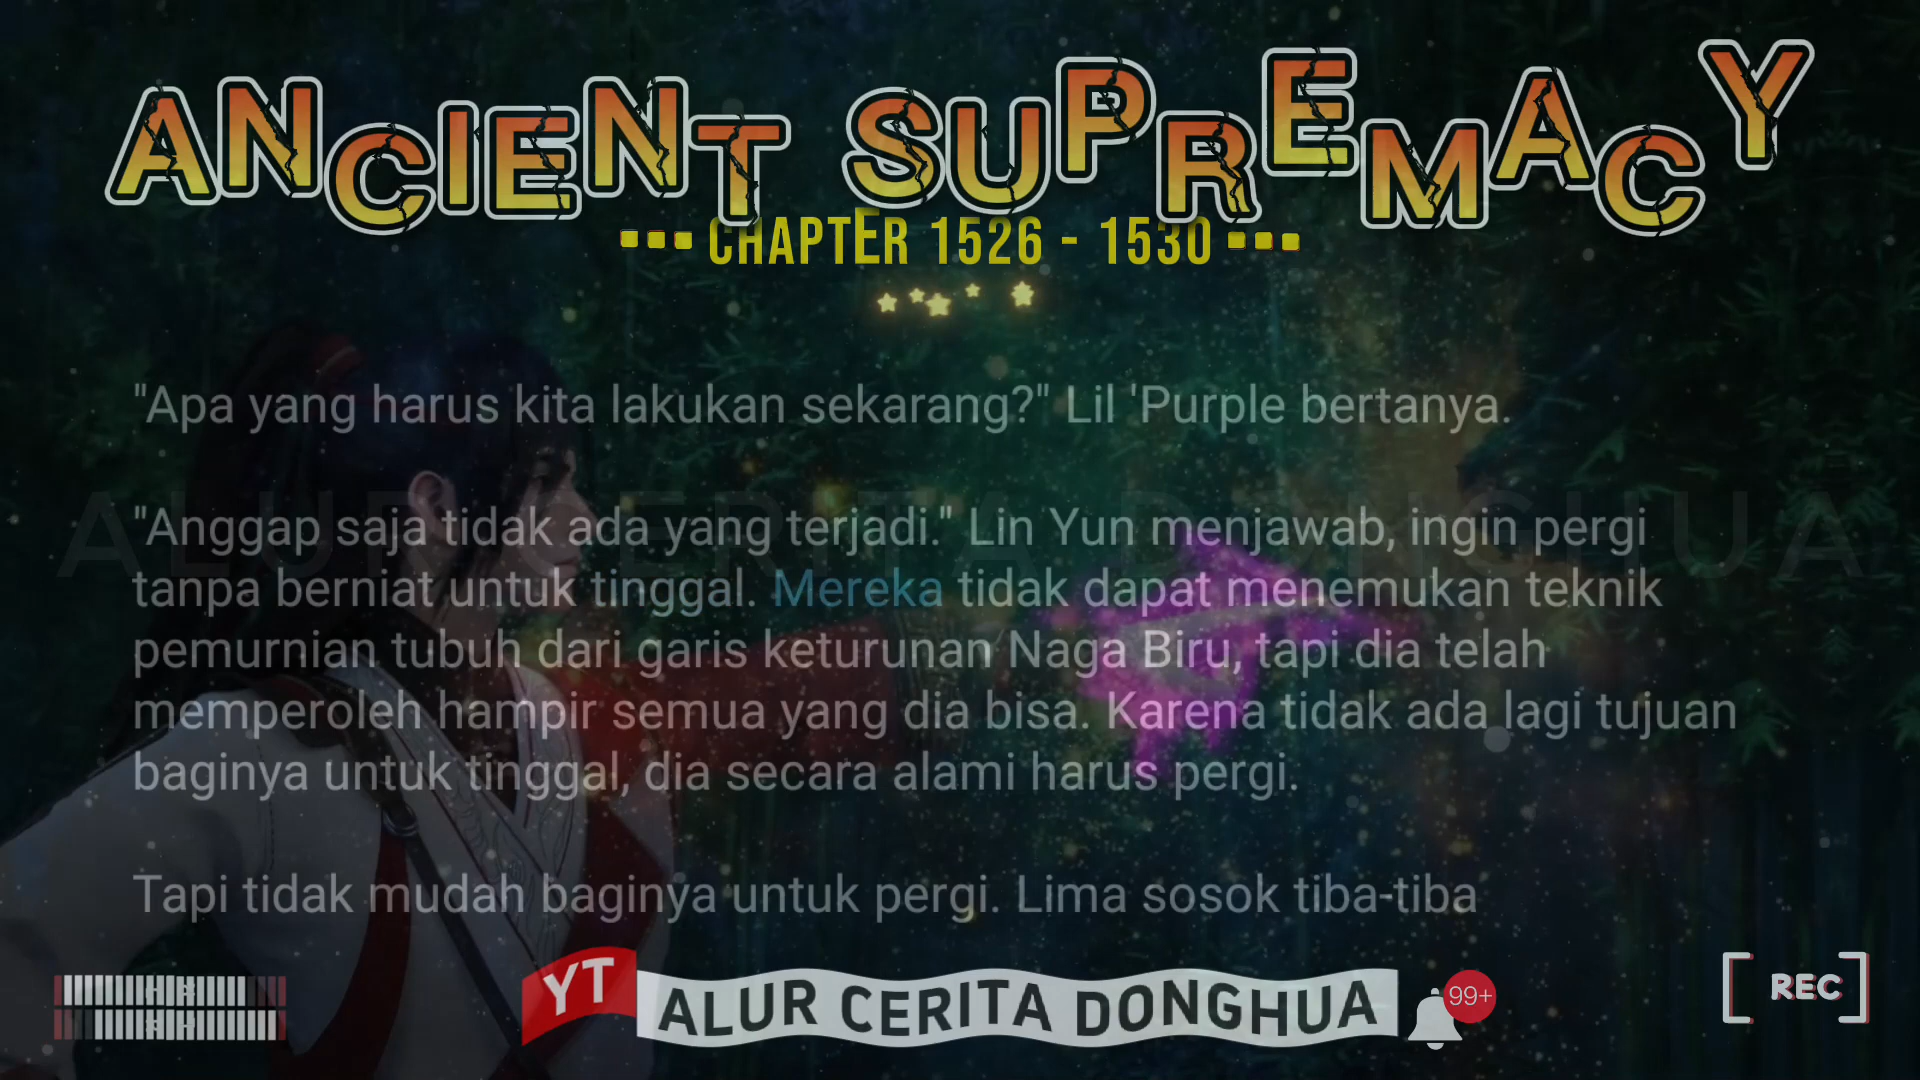 ANCIENT SUPREMACY
CHAPTER 1526 - 1530
"Apa yang harus kita lakukan sekarang?" Lil 'Purple bertanya.
"Anggap saja tidak ada yang terjadi." Lin Yun menjawab, ingin pergi
tanpa berniat untuk tinggal. Mereka tidak dapat menemukan teknik
pemurnian tubuh dari garis keturunan Naga Biru, tapi dia telah
memperoleh hampir semua yang dia bisa. Karena tidak ada lagi tujuan
baginya untuk tinggal, dia secara alami harus pergi.
ALUR CERITA DONGHUA
Tapi tidak mudah baginya untuk pergi. Lima sosok tiba-tiba
YT ALUR CERITA DONGHUA 99+
REC